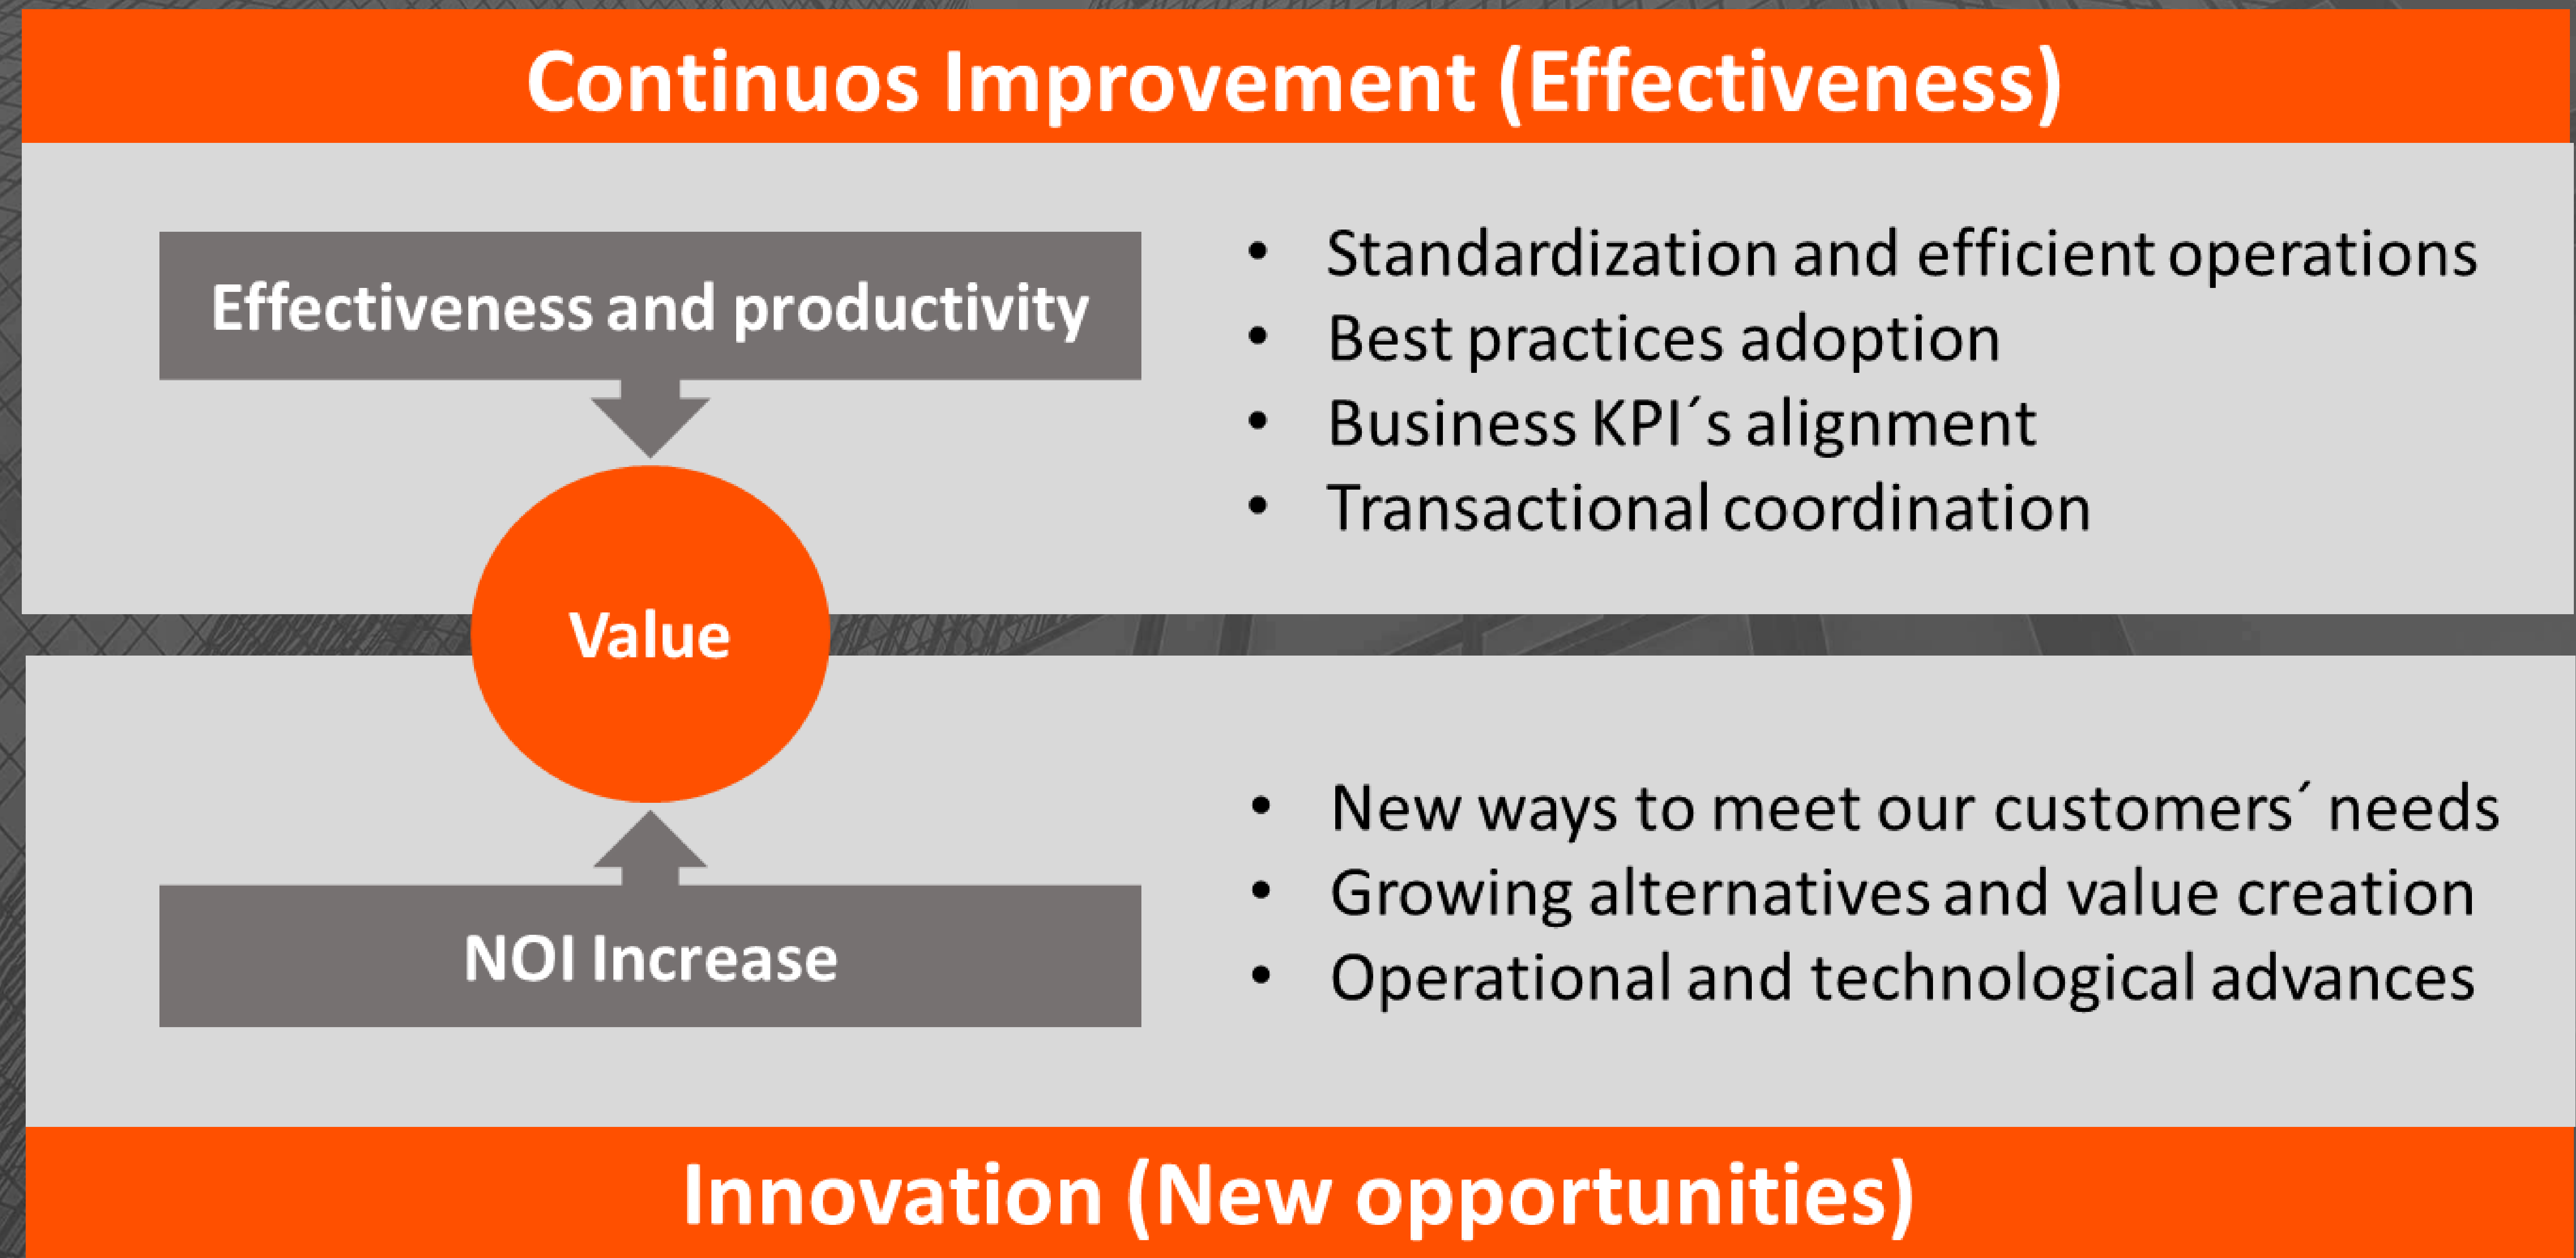 Continuos Improvement (Effectiveness)
Effectiveness and productivity
• Standardization and efficient operations
• Best practices adoption
• Business KPI´s alignment
• Transactional coordination
Value
• New ways to meet our customers´ needs
• Growing alternatives and value creation
• Operational and technological advances
NOI Increase
Innovation (New opportunities)